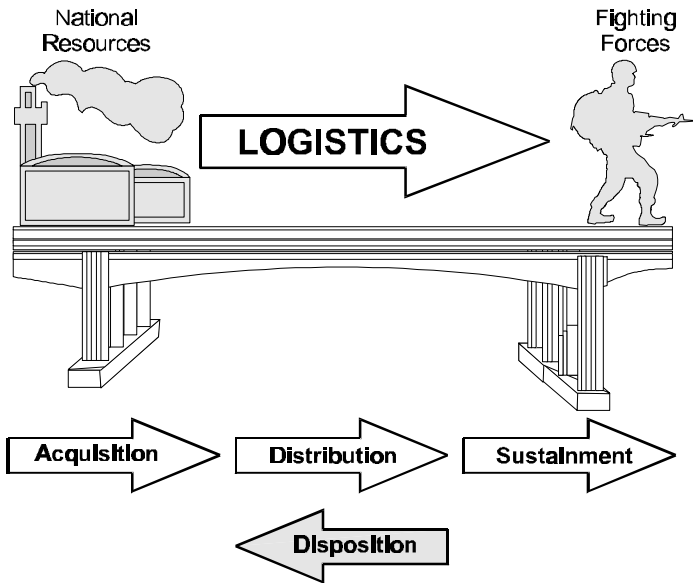 National
Resources
Fighting
Forces
LOGISTICS
Acquisition
Distribution
Sustainment
Disposition